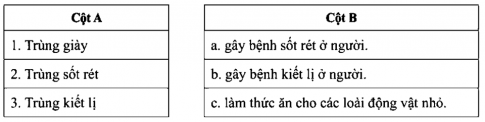 Cột A
Cột B
1. Trùng giày
a. gây bệnh sốt rét ở người.
2. Trùng sốt rét
b. gây bệnh kiết lị ở người.
3. Trùng kiết lị
c. làm thức ăn cho các loài động vật nhỏ.